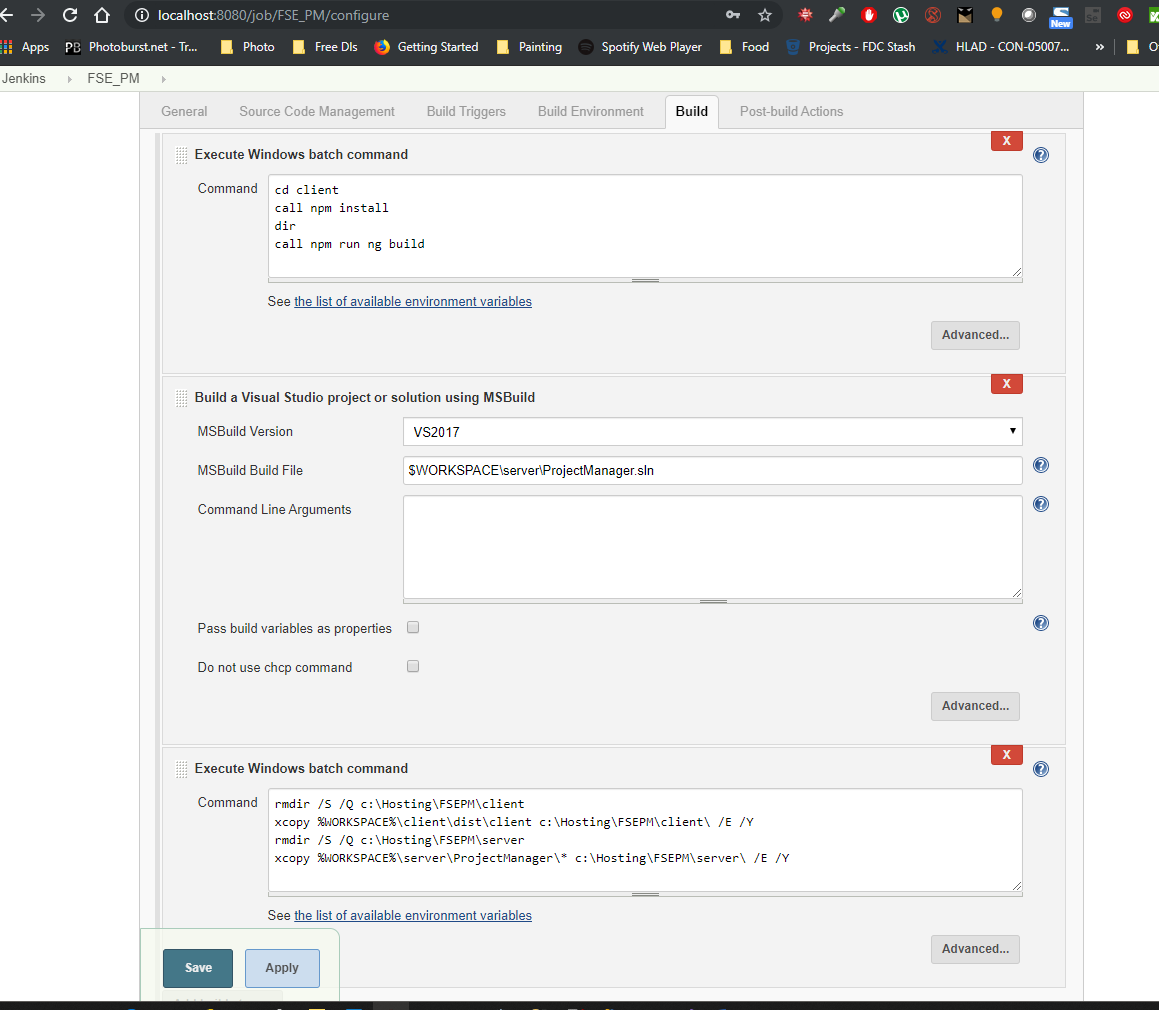 localhost:8080/job/FSE_PM/configure
New
Apps
PB Photoburst.net - Tr...
Photo
Free Dls
Getting Started
Painting
Spotify Web Player
Food
Projects - FDC Stash
HLAD - CON-05007...
»
Jenkins
FSE_PM
General
Source Code Management
Build Triggers
Build Environment
Build
Post-build Actions
X
Execute Windows batch command
?
Command
cd client
call npm install
dir
call npm run ng build
See the list of available environment variables
Advanced...
X
Build a Visual Studio project or solution using MSBuild
MSBuild Version
VS2017
MSBuild Build File
$WORKSPACE\server\ProjectManager.sln
?
Command Line Arguments
?
Pass build variables as properties
?
Do not use chcp command
Advanced...
X
Execute Windows batch command
?
Command
rmdir /S /Q c:\Hosting\FSEPM\client
xcopy %WORKSPACE%\client\dist\client c:\Hosting\FSEPM\client\ /E /Y
rmdir /S /Q c:\Hosting\FSEPM\server
xcopy %WORKSPACE%\server\ProjectManager\* c:\Hosting\FSEPM\server\ /E /Y
See the list of available environment variables
Advanced...
Save
Apply